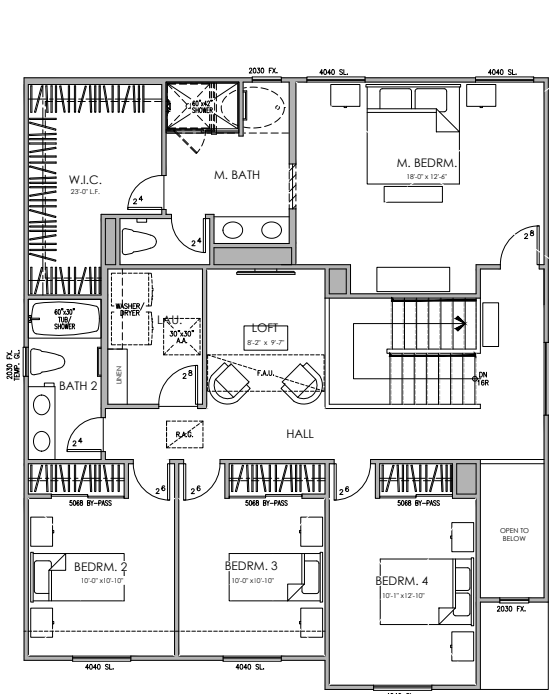 2030 FX.
4040 SL.
4040 SL.
60"x42"
SHOWER
M. BEDRM.
18'-0" x 12'-6"
W.I.C.
23'-0" L.F.
M. BATH
2⁴
2⁴
2⁸
60"x30"
TUB/
SHOWER
WASHER/
DRYER
LAU.
30"x30"
A.A.
LOFT
8'-2" x 9'-7"
2030 FX.
TEMP. GL.
BATH 2
LINEN
2⁸
F.A.U.
DN
16R
2⁴
R.A.G.
HALL
2⁶
2⁶
2⁶
5068 BY-PASS
5068 BY-PASS
5068 BY-PASS
OPEN TO
BELOW
BEDRM. 2
10'-0" x10'-10"
BEDRM. 3
10'-0" x10'-10"
BEDRM. 4
10'-1" x12'-10"
2030 FX.
4040 SL.
4040 SL.
4040 SL.